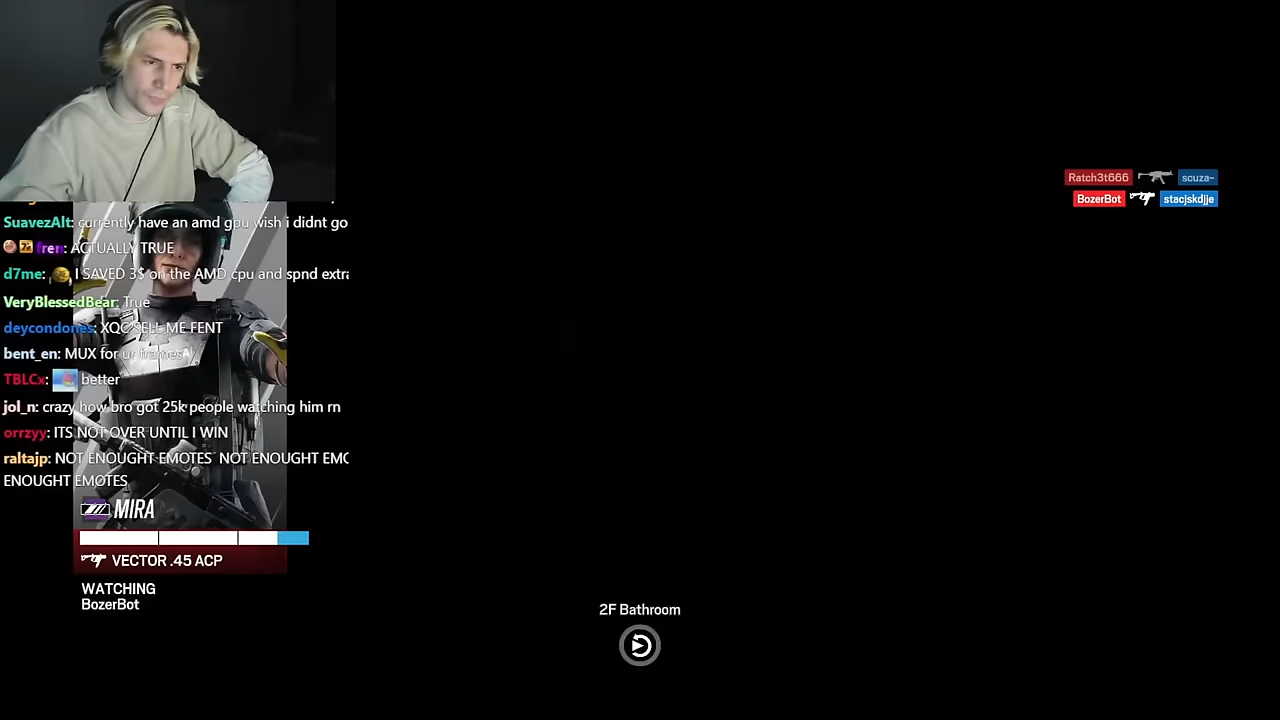 SuavezAlt: currently have an amd gpu wish i didnt go
fren: ACTUALLY TRUE
d7me: I SAVED 3$ on the AMD cpu and spnd extra
VeryBlessedBear: True
deycondones: XQC SELL ME FENT
bent_en: MUX for ur frames
TBLCx: better
jol_n: crazy how bro got 25k people watching him rn
orrzyy: ITS NOT OVER UNTIL I WIN
raltajp: NOT ENOUGHT EMOTES NOT ENOUGHT EMO
ENOUGHT EMOTES
MIRA
VECTOR .45 ACP
WATCHING
BozerBot
2F Bathroom
Ratch3t666 scuza-
BozerBot stacjskdjje